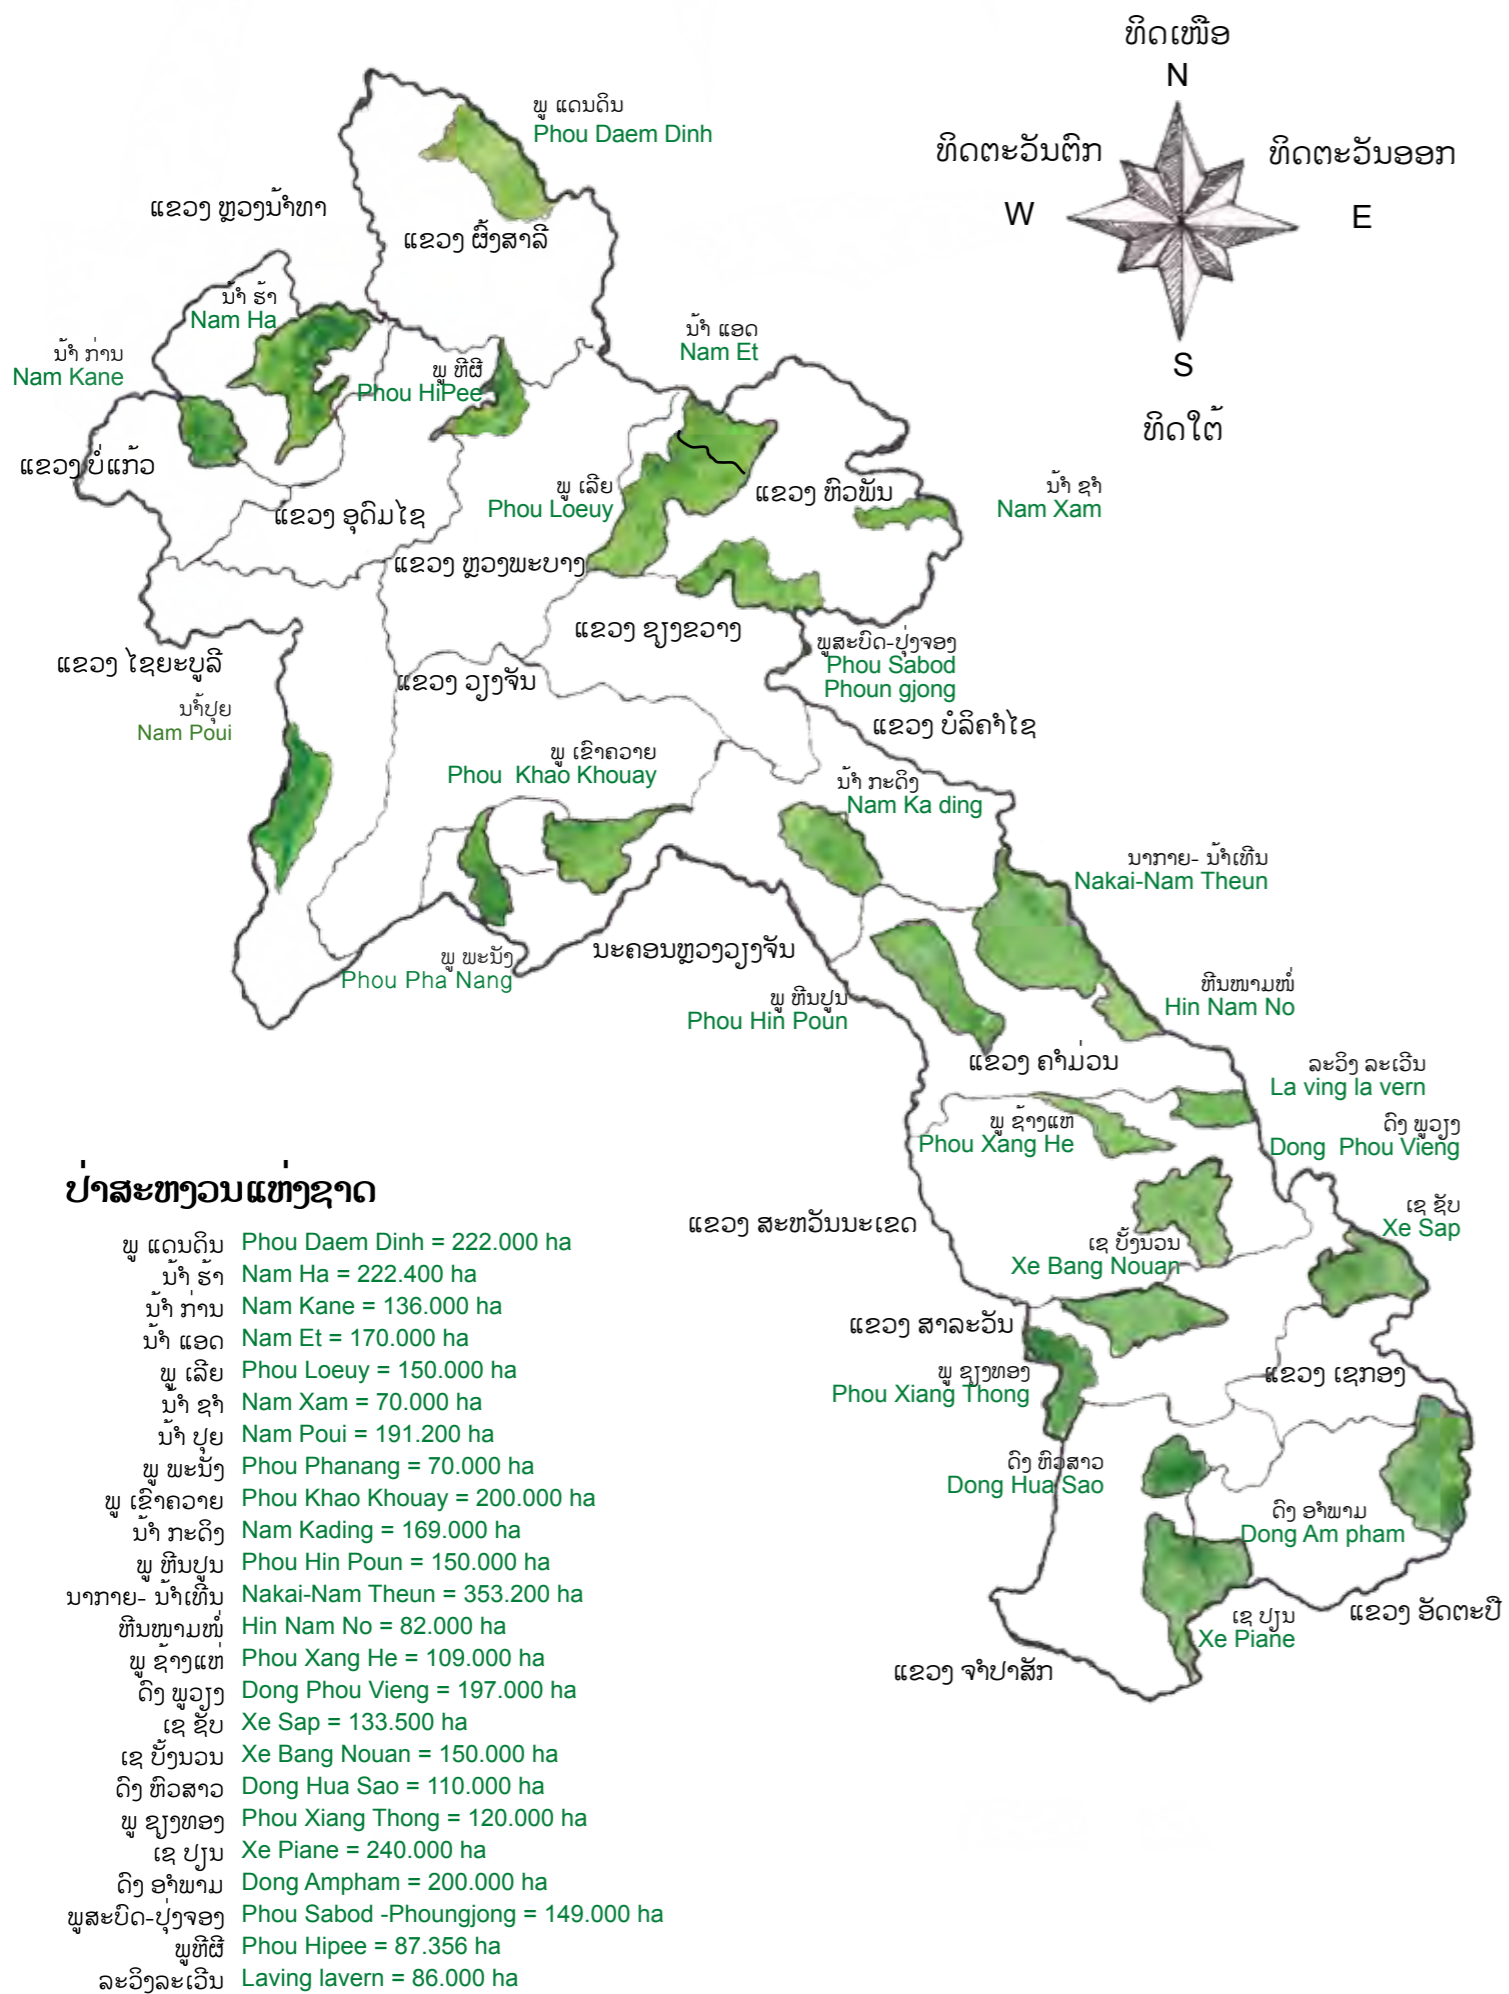 ທິດເໜືອ
N
ທິດຕະວັນຕົກ
W
ທິດຕະວັນອອກ
E
S
ທິດໃຕ້
ພູ ແດນດິນ
Phou Daem Dinh
ແຂວງ ຫຼວງນ້ຳທາ
ແຂວງ ຜົ້ງສາລີ
ນ້ຳ ຮ້າ
Nam Ha
ນ້ຳ ກ່ານ
Nam Kane
ພູ ຫີຜີ
Phou HiPee
ນ້ຳ ແອດ
Nam Et
ແຂວງ ບໍ່ແກ້ວ
ແຂວງ ອຸດົມໄຊ
ພູ ເລີຍ
Phou Loeuy
ແຂວງ ຫົວພັນ
ນ້ຳ ຊຳ
Nam Xam
ແຂວງ ຫຼວງພະບາງ
ແຂວງ ຊຽງຂວາງ
ພູສະບົດ-ປຸ່ງຈອງ
Phou Sabod
Phoun gjong
ແຂວງ ໄຊຍະບູລີ
ແຂວງ ວຽງຈັນ
ນ້ຳປຸຍ
Nam Poui
ແຂວງ ບໍລິຄຳໄຊ
ພູ ເຂົາຄວາຍ
Phou Khao Khouay
ນ້ຳ ກະດິງ
Nam Ka ding
ນາກາຍ- ນ້ຳເທີນ
Nakai-Nam Theun
ພູ ພະນັງ
Phou Pha Nang
ນະຄອນຫຼວງວຽງຈັນ
ພູ ຫີນປູນ
Phou Hin Poun
ຫີນໜາມໜໍ່
Hin Nam No
ແຂວງ ຄຳມ່ວນ
ລະວິງ ລະເວີນ
La ving la vern
ພູ ຊ້າງແຫ່
Phou Xang He
ດົງ ພູວຽງ
Dong Phou Vieng
ແຂວງ ສະຫວັນນະເຂດ
ເຊ ຊັບ
Xe Sap
ເຊ ບັ້ງນວນ
Xe Bang Nouan
ແຂວງ ສາລະວັນ
ພູ ຊຽງທອງ
Phou Xiang Thong
ແຂວງ ເຊກອງ
ດົງ ຫົວສາວ
Dong Hua Sao
ດົງ ອຳພາມ
Dong Am pham
ເຊ ປຽນ
Xe Piane
ແຂວງ ອັດຕະປື
ແຂວງ ຈຳປາສັກ
ປ່າສະຫງວນແຫ່ງຊາດ
ພູ ແດນດິນ Phou Daem Dinh = 222.000 ha
ນ້ຳ ຮ້າ Nam Ha = 222.400 ha
ນ້ຳ ກ່ານ Nam Kane = 136.000 ha
ນ້ຳ ແອດ Nam Et = 170.000 ha
ພູ ເລີຍ Phou Loeuy = 150.000 ha
ນ້ຳ ຊຳ Nam Xam = 70.000 ha
ນ້ຳ ປຸຍ Nam Poui = 191.200 ha
ພູ ພະນັງ Phou Phanang = 70.000 ha
ພູ ເຂົາຄວາຍ Phou Khao Khouay = 200.000 ha
ນ້ຳ ກະດິງ Nam Kading = 169.000 ha
ພູ ຫີນປູນ Phou Hin Poun = 150.000 ha
ນາກາຍ- ນ້ຳເທີນ Nakai-Nam Theun = 353.200 ha
ຫີນໜາມໜໍ່ Hin Nam No = 82.000 ha
ພູ ຊ້າງແຫ່ Phou Xang He = 109.000 ha
ດົງ ພູວຽງ Dong Phou Vieng = 197.000 ha
ເຊ ຊັບ Xe Sap = 133.500 ha
ເຊ ບັ້ງນວນ Xe Bang Nouan = 150.000 ha
ດົງ ຫົວສາວ Dong Hua Sao = 110.000 ha
ພູ ຊຽງທອງ Phou Xiang Thong = 120.000 ha
ເຊ ປຽນ Xe Piane = 240.000 ha
ດົງ ອຳພາມ Dong Ampham = 200.000 ha
ພູສະບົດ-ປຸ່ງຈອງ Phou Sabod -Phoungjong = 149.000 ha
ພູຫີຜີ Phou Hipee = 87.356 ha
ລະວິງລະເວີນ Laving lavern = 86.000 ha